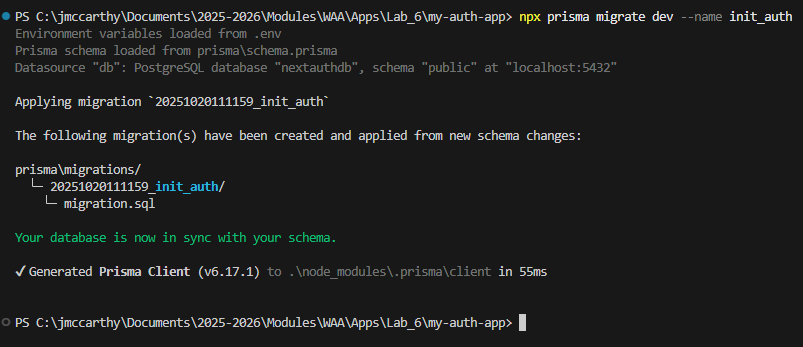 PS C:\jmccarthy\Documents\2025-2026\Modules\WAA\Apps\Lab_6\my-auth-app> npx prisma migrate dev --name init_auth
Environment variables loaded from .env
Prisma schema loaded from prisma\schema.prisma
Datasource "db": PostgreSQL database "nextauthdb", schema "public" at "localhost:5432"
Applying migration `20251020111159_init_auth`
The following migration(s) have been created and applied from new schema changes:
prisma\migrations/
└─ 20251020111159_init_auth/
└─ migration.sql
Your database is now in sync with your schema.
✔ Generated Prisma Client (v6.17.1) to .\node_modules\.prisma\client in 55ms
PS C:\jmccarthy\Documents\2025-2026\Modules\WAA\Apps\Lab_6\my-auth-app>